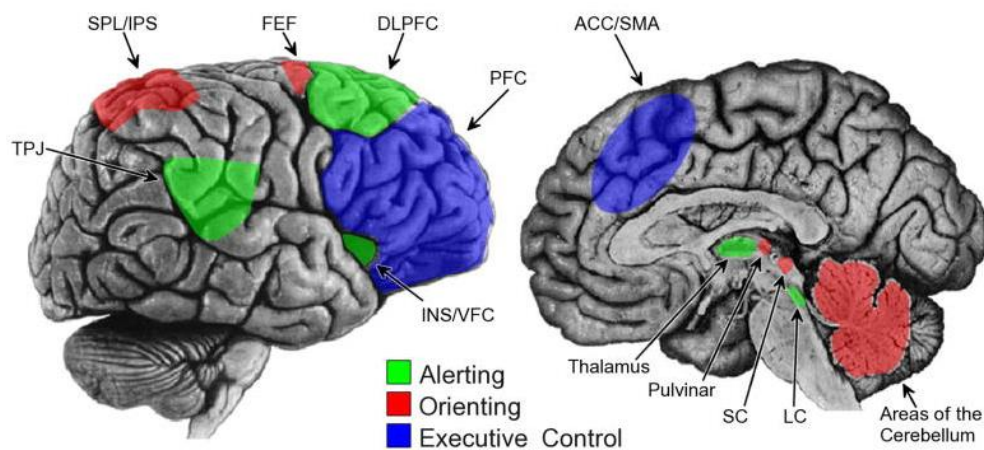 SPL/IPS
FEF
DLPFC
ACC/SMA
PFC
TPJ
INS/VFC
Alerting
Orienting
Executive Control
Thalamus
Pulvinar
SC
LC
Areas of the
Cerebellum